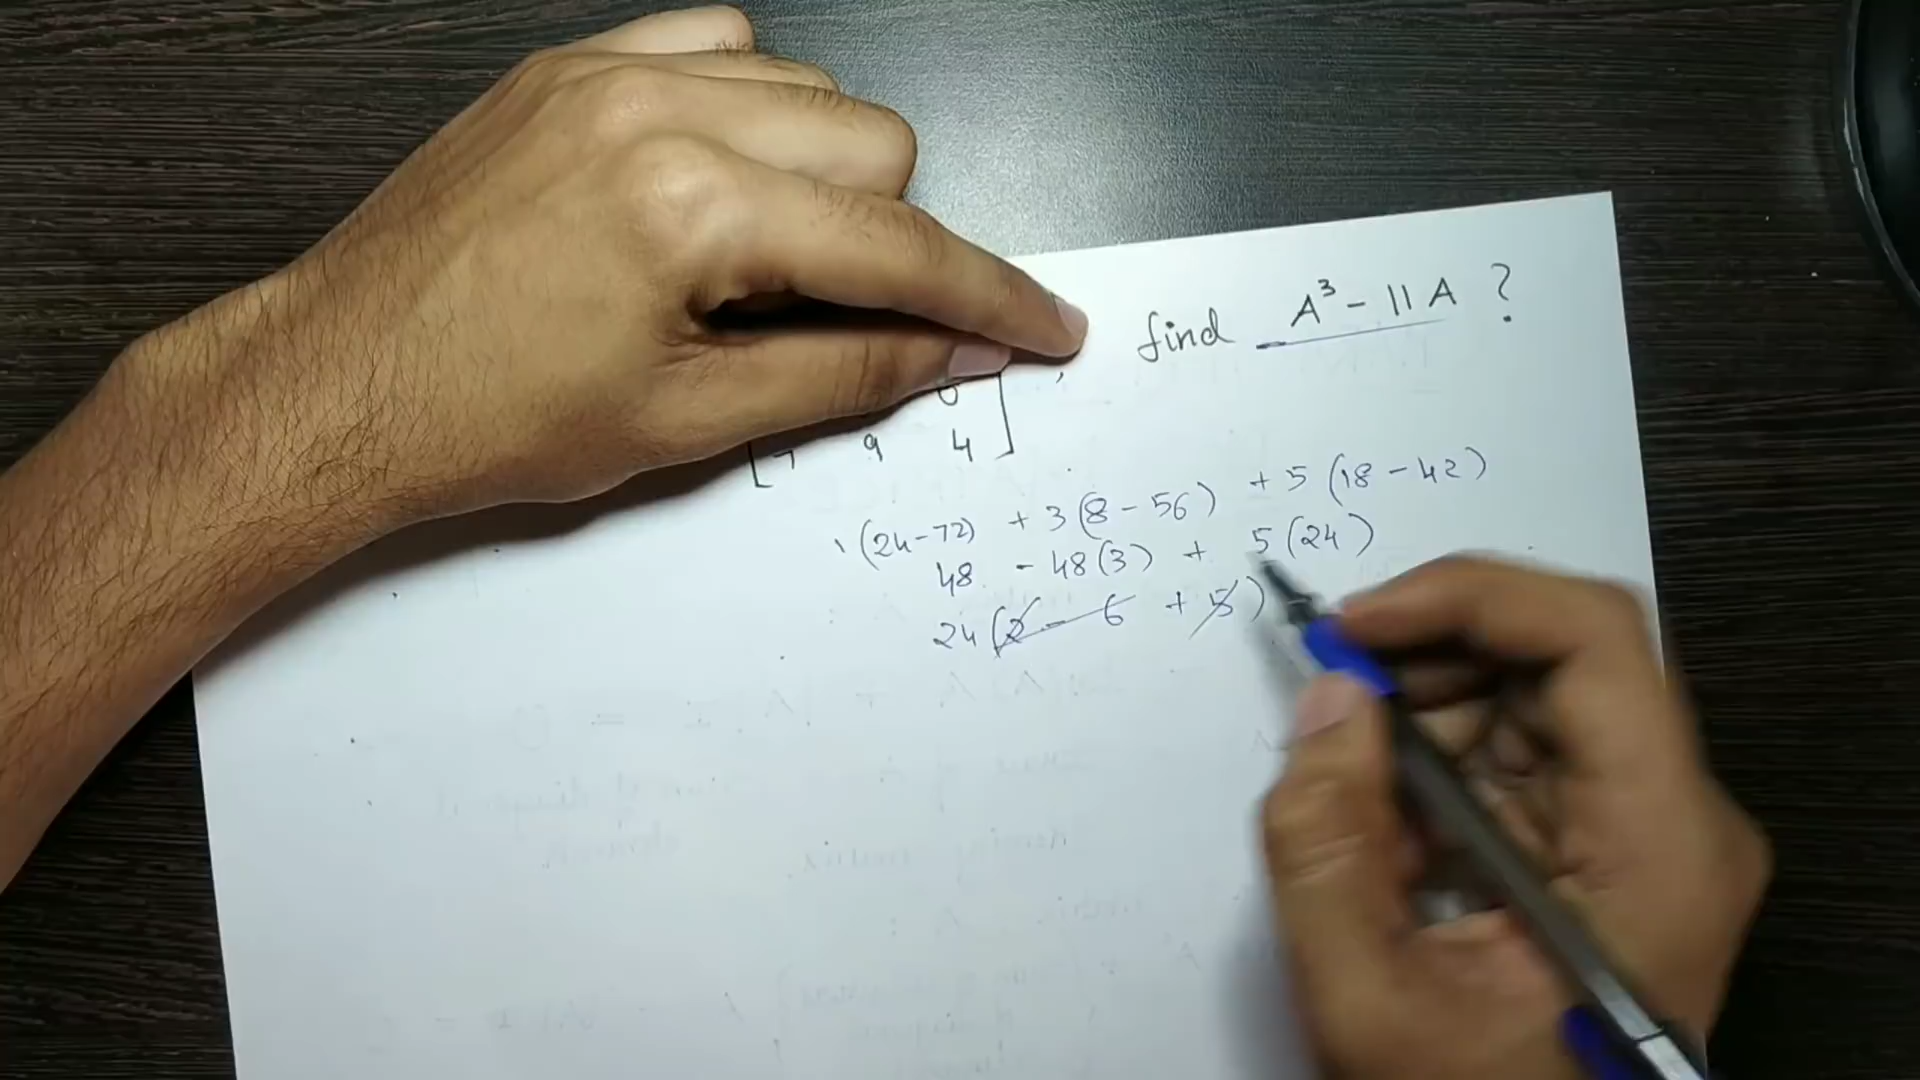 find A³ - 11 A ?
9 4
(24-72) + 3(8-56) + 5(18-42)
48 - 48(3) + 5(24)
24(2 - 6 + 5)